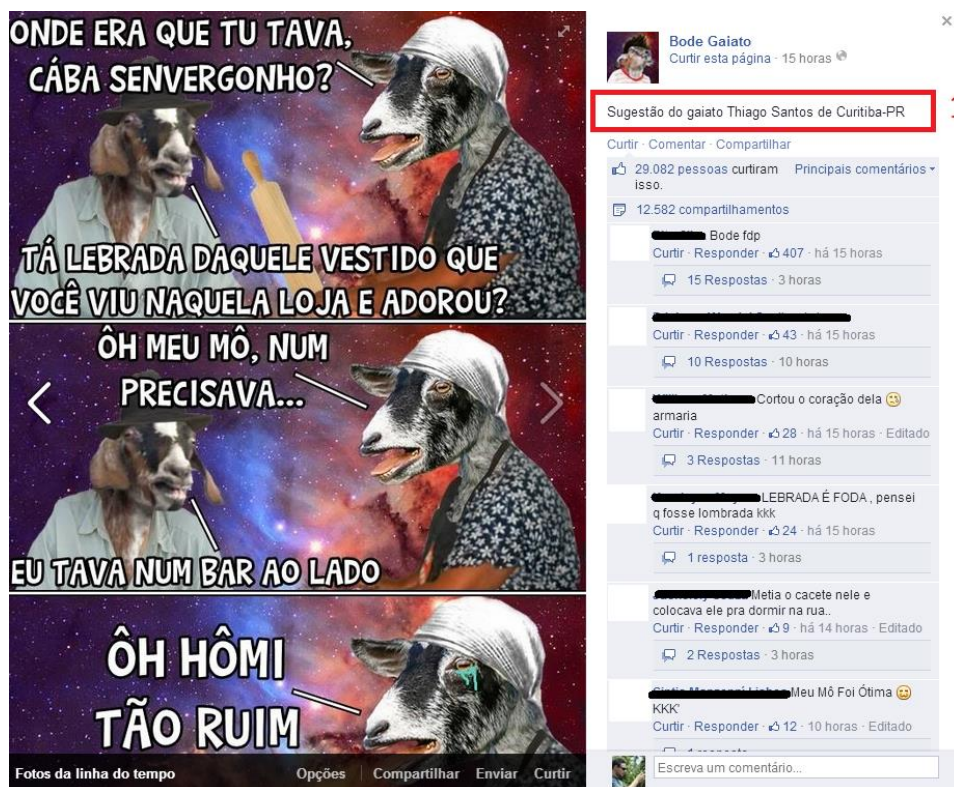 ONDE ERA QUE TU TAVA,
CÁBA SENVERGONHO?
TÁ LEBRADA DAQUELE VESTIDO QUE
VOCÊ VIU NAQUELA LOJA E ADOROU?
ÔH MEU MÔ, NUM
PRECISAVA...
EU TAVA NUM BAR AO LADO
ÔH HÔMI
TÃO RUIM
Fotos da linha do tempo
Opções
Compartilhar
Enviar
Curtir
Bode Gaiato
Curtir esta página · 15 horas
Sugestão do gaiato Thiago Santos de Curitiba-PR
Curtir · Comentar · Compartilhar
29.082 pessoas curtiram
isso.
Principais comentários
12.582 compartilhamentos
Bode fdp
Curtir · Responder · 407 · há 15 horas
15 Respostas · 3 horas
Curtir · Responder · 43 · há 15 horas
10 Respostas · 10 horas
Cortou o coração dela
armaria
Curtir · Responder · 28 · há 15 horas · Editado
3 Respostas · 11 horas
LEBRADA É FODA , pensei
q fosse lombrada kkk
Curtir · Responder · 24 · há 15 horas
1 resposta · 3 horas
Metia o cacete nele e
colocava ele pra dormir na rua..
Curtir · Responder · 9 · há 14 horas · Editado
2 Respostas · 3 horas
Meu Mô Foi Ótima
KKK'
Curtir · Responder · 12 · 10 horas · Editado
Escreva um comentário...